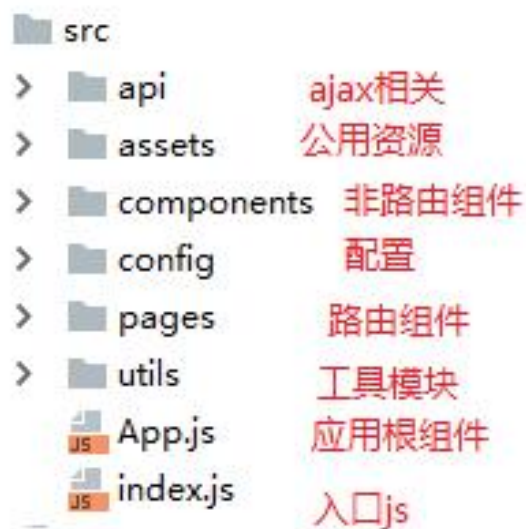 src
api ajax相关
assets 公用资源
components 非路由组件
config 配置
pages 路由组件
utils 工具模块
JS App.js 应用根组件
JS index.js 入口js